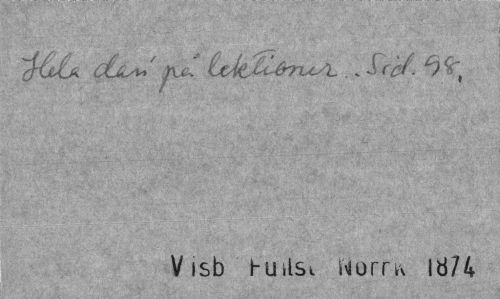 Hela dan' på lektioner. Sid. 98.
Visb Fullst Norrk 1874